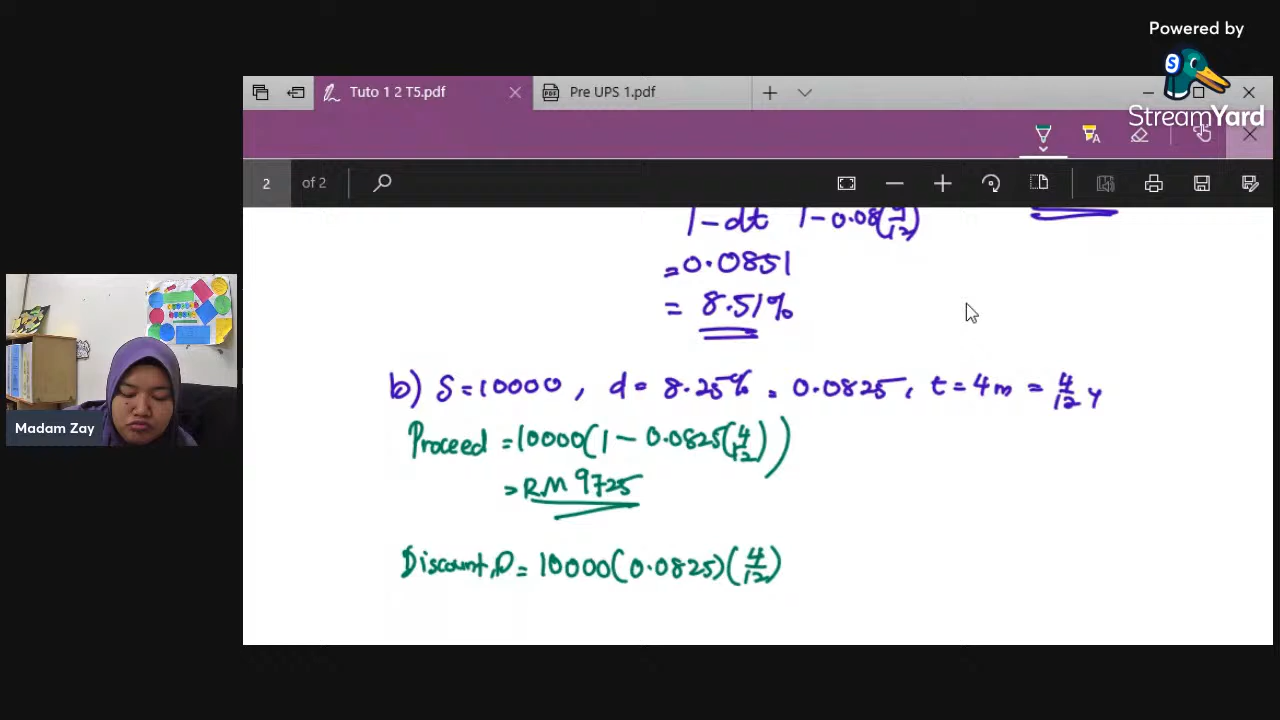 Powered by
StreamYard
Tuto 1 2 T5.pdf
Pre UPS 1.pdf
2 of 2
1-dt 1-0.08(4/12)
=0.0851
= 8.51%
b) S=10000, d= 8.25% = 0.0825, t=4m = 4/12 y
Proceed =10000(1-0.0825(4/12))
=RM 9725
Discount, D= 10000(0.0825)(4/12)
Madam Zay